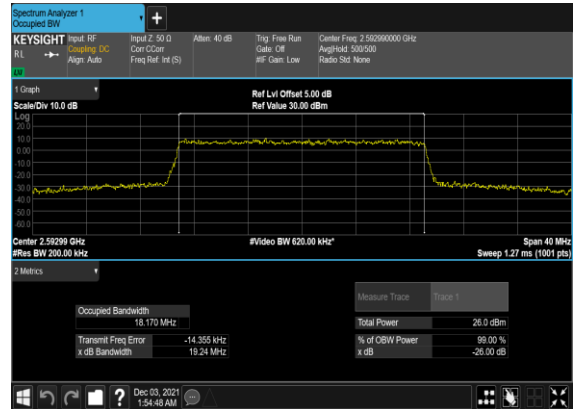 Spectrum Analyzer 1
Occupied BW
+
KEYSIGHT Input: RF Input Z: 50 Ω Atten: 40 dB Trig: Free Run Center Freq: 2.592990000 GHz
RL Coupling: DC Corr CCorr Gate: Off Avg|Hold: 500/500
Align: Auto Freq Ref: Int (S) #IF Gain: Low Radio Std: None
LXI
1 Graph
Ref Lvl Offset 5.00 dB
Scale/Div 10.0 dB Ref Value 30.00 dBm
Log
20.0
10.0
0.00
-10.0
-20.0
-30.0
-40.0
-50.0
-60.0
Center 2.59299 GHz #Video BW 620.00 kHz* Span 40 MHz
#Res BW 200.00 kHz Sweep 1.27 ms (1001 pts)
2 Metrics
Measure Trace Trace 1
Occupied Bandwidth
18.170 MHz Total Power 26.0 dBm
Transmit Freq Error -14.355 kHz % of OBW Power 99.00 %
x dB Bandwidth 19.24 MHz x dB -26.00 dB
? Dec 03, 2021
1:54:48 AM